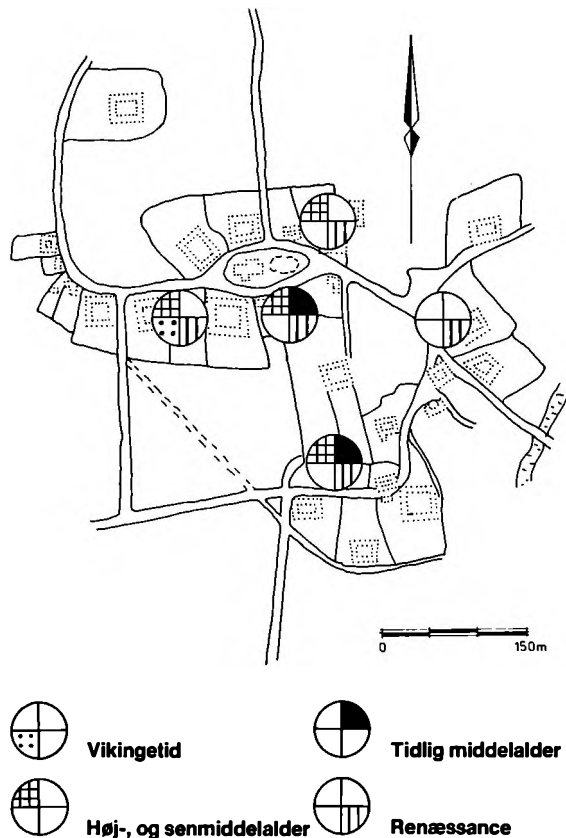 0 150m
Vikingetid
Tidlig middelalder
Høj-, og senmiddelalder
Renæssance